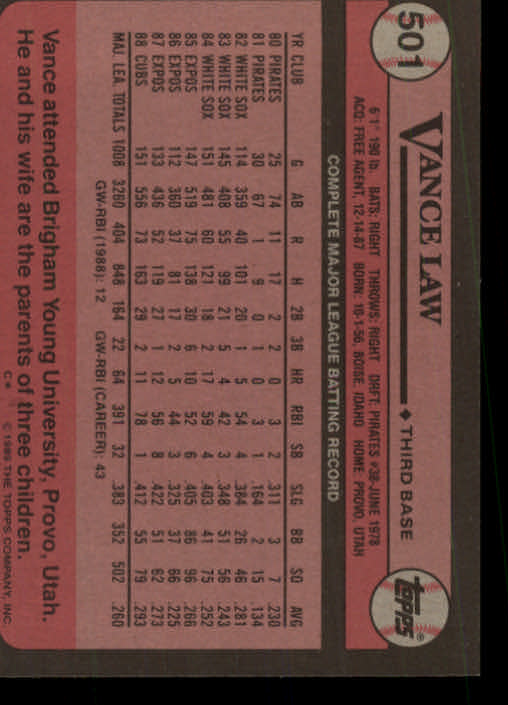 501
VANCE LAW ◆ THIRD BASE
TOPPS®
6'1" 190 lb. BATS: RIGHT THROWS: RIGHT DRFT: PIRATES #38-JUNE 1978
ACQ: FREE AGENT, 12-14-87 BORN: 10-1-56, BOISE, IDAHO HOME: PROVO, UTAH
COMPLETE MAJOR LEAGUE BATTING RECORD
YR CLUB G AB R H 2B 3B HR RBI SB SLG BB SO AVG
80 PIRATES 25 74 11 17 2 2 0 3 2 .311 3 7 .230
81 PIRATES 30 67 1 9 0 1 0 3 1 .164 2 15 .134
82 WHITE SOX 114 359 40 101 20 1 5 54 4 .384 26 46 .281
83 WHITE SOX 145 408 55 99 21 5 4 42 3 .348 51 56 .243
84 WHITE SOX 151 481 60 121 18 2 17 59 4 .403 41 75 .252
85 EXPOS 147 519 75 138 30 6 10 52 6 .405 86 96 .266
86 EXPOS 112 360 37 81 17 2 5 44 3 .325 37 66 .225
87 EXPOS 133 436 52 119 27 1 12 56 8 .422 51 62 .273
88 CUBS 151 556 73 163 29 2 11 78 1 .412 55 79 .293
MAJ. LEA. TOTALS 1008 3260 404 848 164 22 64 391 32 .383 352 502 .260
GW-RBI (1988): 12 GW-RBI (CAREER): 43
Vance attended Brigham Young University, Provo, Utah.
He and his wife are the parents of three children.
C* © 1989 THE TOPPS COMPANY, INC.